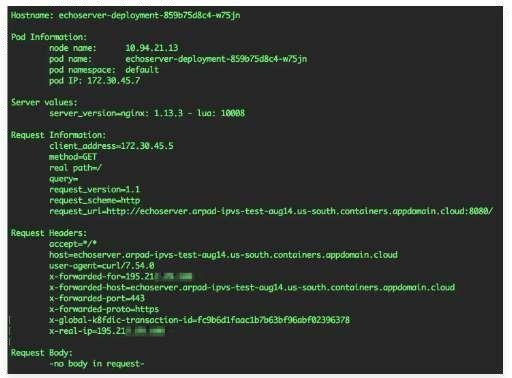 Hostname: echoserver-deployment-859b75d8c4-w75jn
Pod Information:
node name: 10.94.21.13
pod name: echoserver-deployment-859b75d8c4-w75jn
pod namespace: default
pod IP: 172.30.45.7
Server values:
server_version=nginx: 1.13.3 - lua: 10008
Request Information:
client_address=172.30.45.5
method=GET
real path=/
query=
request_version=1.1
request_scheme=http
request_uri=http://echoserver.arpad-ipvs-test-aug14.us-south.containers.appdomain.cloud:8080/
Request Headers:
accept=*/*
host=echoserver.arpad-ipvs-test-aug14.us-south.containers.appdomain.cloud
user-agent=curl/7.54.0
x-forwarded-for=195.21
x-forwarded-host=echoserver.arpad-ipvs-test-aug14.us-south.containers.appdomain.cloud
x-forwarded-port=443
x-forwarded-proto=https
x-global-k8fdic-transaction-id=fc9b6d1faac1b7b63bf96abf02396378
x-real-ip=195.21
Request Body:
-no body in request-